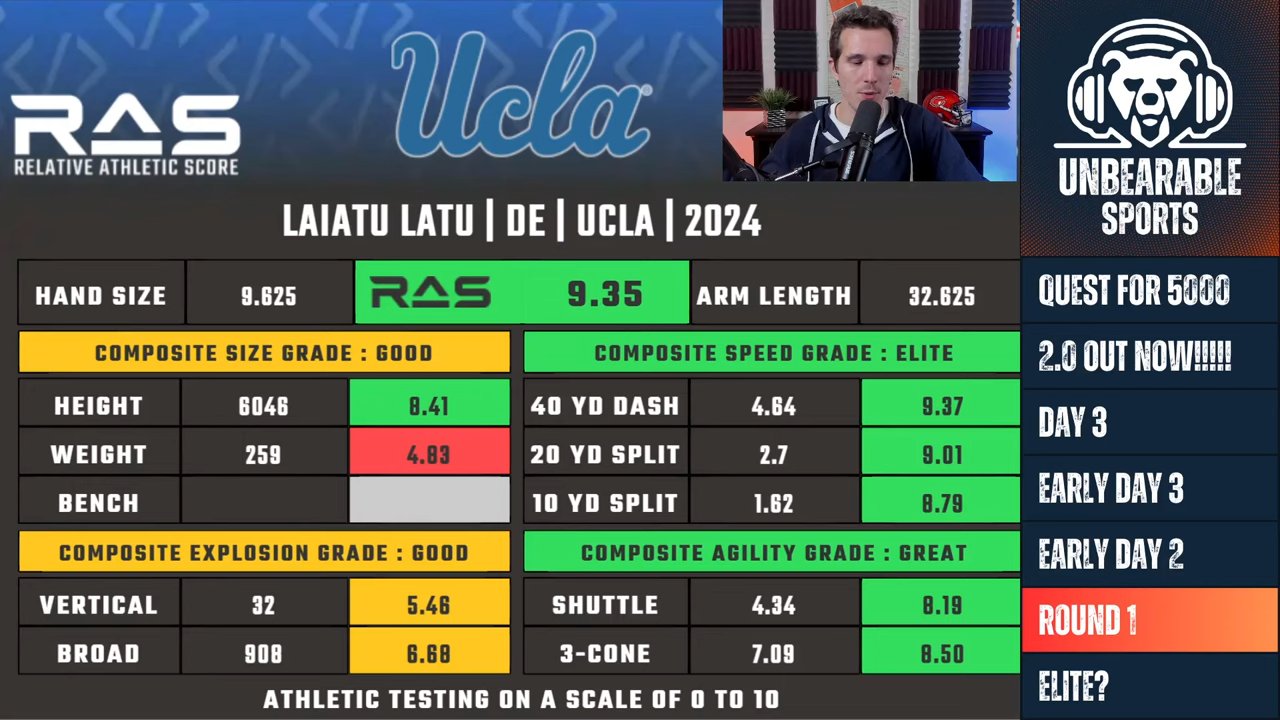 Ucla
RAS
RELATIVE ATHLETIC SCORE
LAIATU LATU | DE | UCLA | 2024
HAND SIZE 9.625 RAS 9.35 ARM LENGTH 32.625
COMPOSITE SIZE GRADE : GOOD COMPOSITE SPEED GRADE : ELITE
HEIGHT 6046 8.41 40 YD DASH 4.64 9.37
WEIGHT 259 4.83 20 YD SPLIT 2.7 9.01
BENCH 10 YD SPLIT 1.62 8.79
COMPOSITE EXPLOSION GRADE : GOOD COMPOSITE AGILITY GRADE : GREAT
VERTICAL 32 5.46 SHUTTLE 4.34 8.19
BROAD 908 6.68 3-CONE 7.09 8.50
ATHLETIC TESTING ON A SCALE OF 0 TO 10
UNBEARABLE
SPORTS
QUEST FOR 5000
2.0 OUT NOW!!!!!
DAY 3
EARLY DAY 3
EARLY DAY 2
ROUND 1
ELITE?